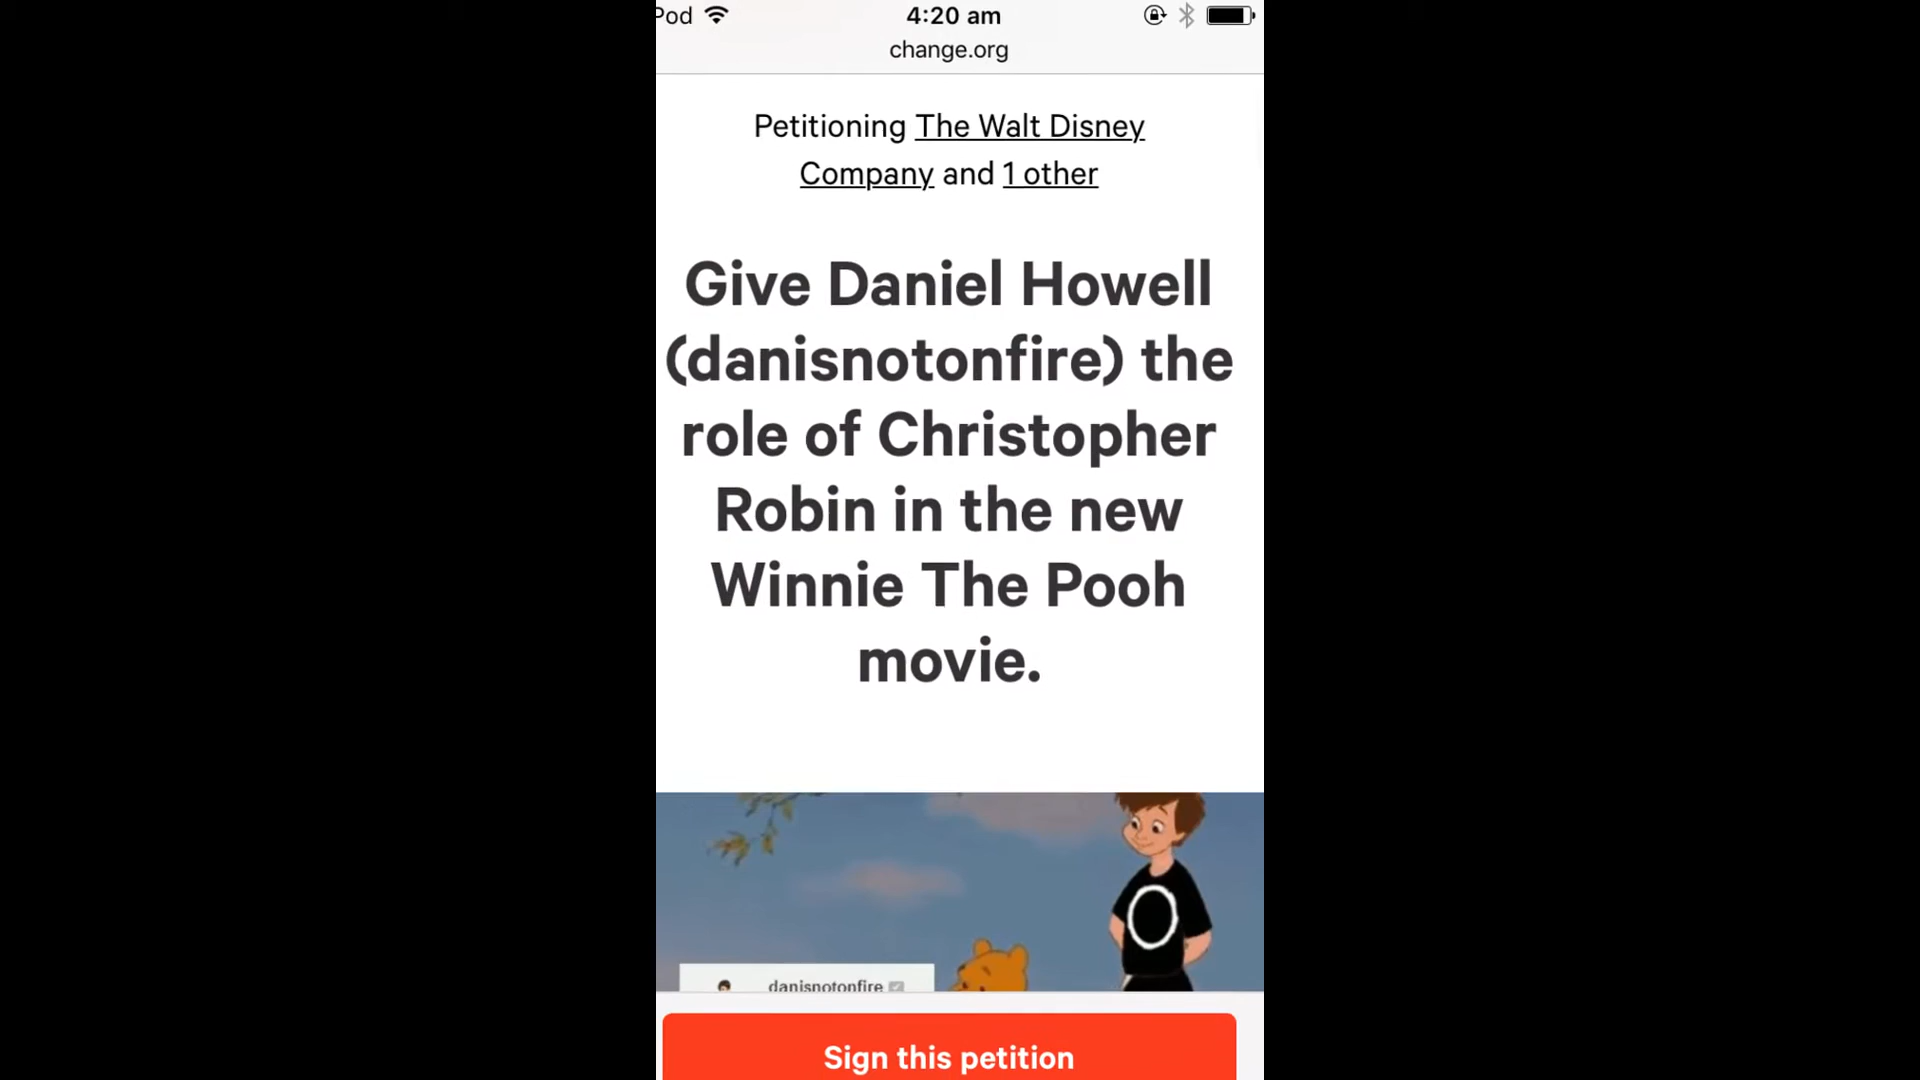 Pod 4:20 am
change.org
Petitioning The Walt Disney
Company and 1 other
Give Daniel Howell
(danisnotonfire) the
role of Christopher
Robin in the new
Winnie The Pooh
movie.
danisnotonfire
Sign this petition